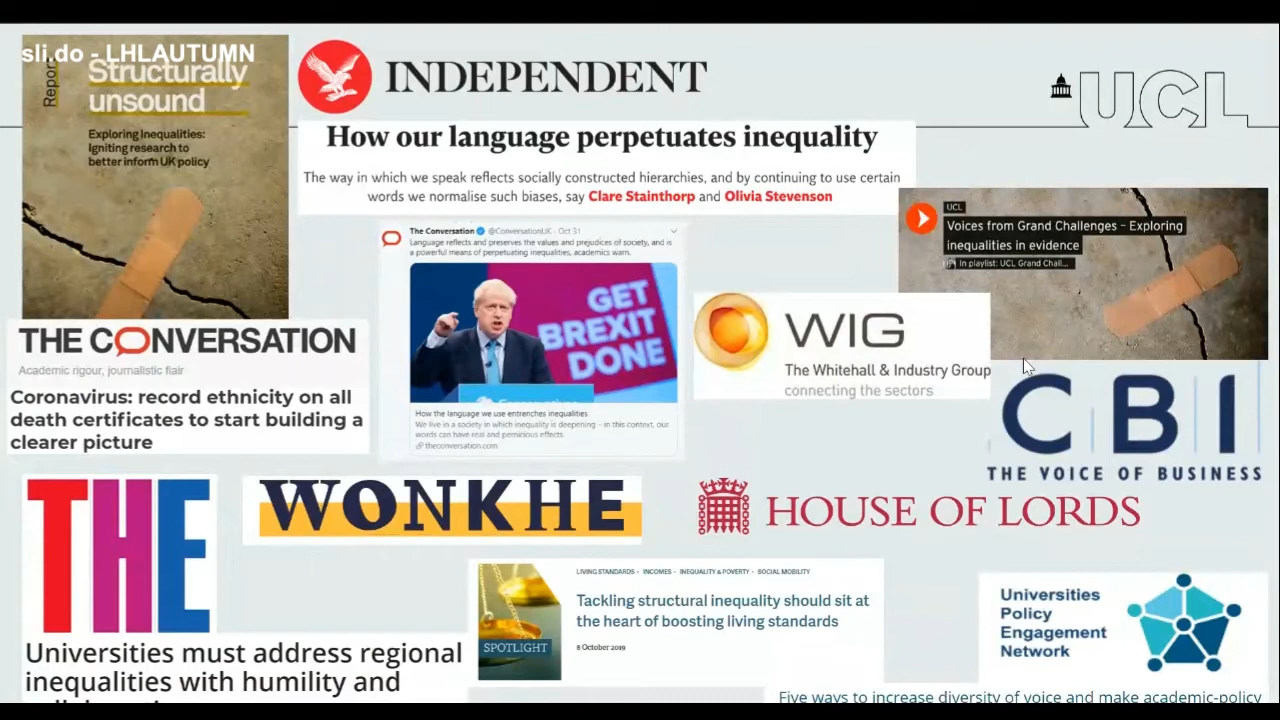 sli.do - LHLAUTUMN
Report
Structurally
unsound
Exploring Inequalities:
Igniting research to
better inform UK policy
INDEPENDENT
How our language perpetuates inequality
The way in which we speak reflects socially constructed hierarchies, and by continuing to use certain
words we normalise such biases, say Clare Stainthorp and Olivia Stevenson
UCL
UCL
Voices from Grand Challenges - Exploring
inequalities in evidence
In playlist: UCL Grand Chall...
The Conversation @ConversationUK · Oct 31
Language reflects and preserves the values and prejudices of society, and is
a powerful means of perpetuating inequalities, academics warn.
GET
BREXIT
DONE
How the language we use entrenches inequalities
We live in a society in which inequality is deepening – in this context, our
words can have real and pernicious effects.
theconversation.com
WIG
The Whitehall & Industry Group
connecting the sectors
THE CONVERSATION
Academic rigour, journalistic flair
Coronavirus: record ethnicity on all
death certificates to start building a
clearer picture
CBI
THE VOICE OF BUSINESS
THE
Universities must address regional
inequalities with humility and
WONKHE
HOUSE OF LORDS
LIVING STANDARDS · INCOMES · INEQUALITY & POVERTY · SOCIAL MOBILITY
Tackling structural inequality should sit at
the heart of boosting living standards
8 October 2019
SPOTLIGHT
Universities
Policy
Engagement
Network
Five ways to increase diversity of voice and make academic-policy